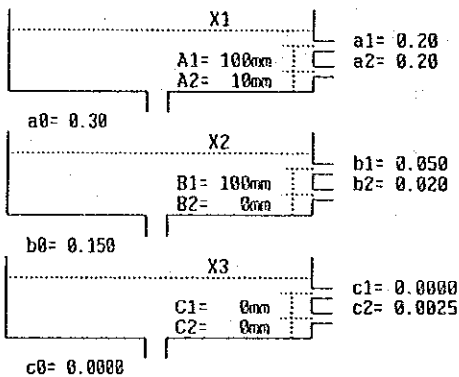 X1
a1= 0.20
A1= 100mm a2= 0.20
A2= 10mm
a0= 0.30
X2
b1= 0.050
B1= 100mm b2= 0.020
B2= 0mm
b0= 0.150
X3
c1= 0.0000
C1= 0mm c2= 0.0025
C2= 0mm
c0= 0.0000